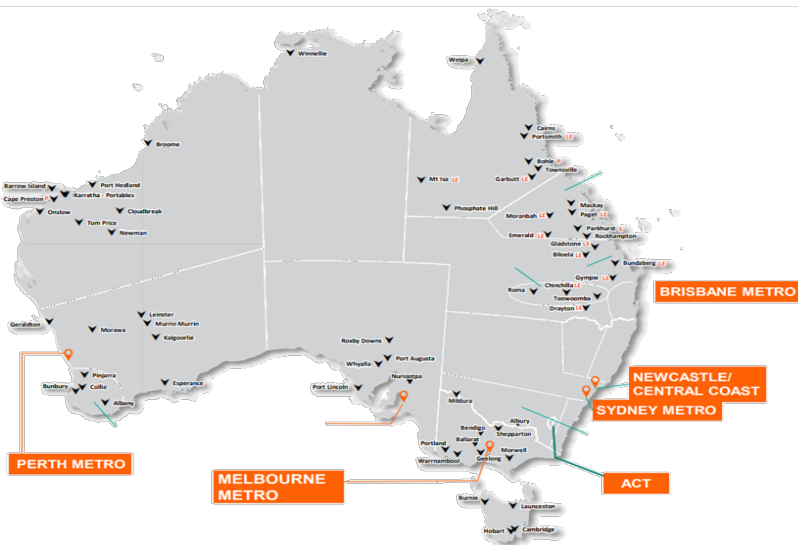 Winnellie
Weipa
Cairns
Portsmith LE
Broome
Bohle P
Townsville
Garbutt LE
Mt Isa LE
Barrow Island
Port Hedland
Karratha - Portables
Cape Preston P
Onslow
Cloudbreak
Tom Price
Newman
Phosphate Hill
Mackay
Moranbah LE
Paget LE
Parkhurst S
Emerald LE
Rockhampton
Gladstone LE
Biloela LE
Bundaberg LE
Gympie LE
Chinchilla LE
Roma
Toowoomba
Drayton LE
BRISBANE METRO
Leinster
Murrin Murrin
Geraldton
Morawa
Kalgoorlie
Roxby Downs
Port Augusta
Whyalla
Nuriootpa
Pinjarra
Bunbury
Collie
Esperance
Port Lincoln
Albany
Mildura
NEWCASTLE/
CENTRAL COAST
SYDNEY METRO
Albury
Bendigo
Shepparton
Ballarat
Portland
Morwell
Warrnambool
Geelong
PERTH METRO
MELBOURNE
METRO
ACT
Burnie
Launceston
Hobart
Cambridge